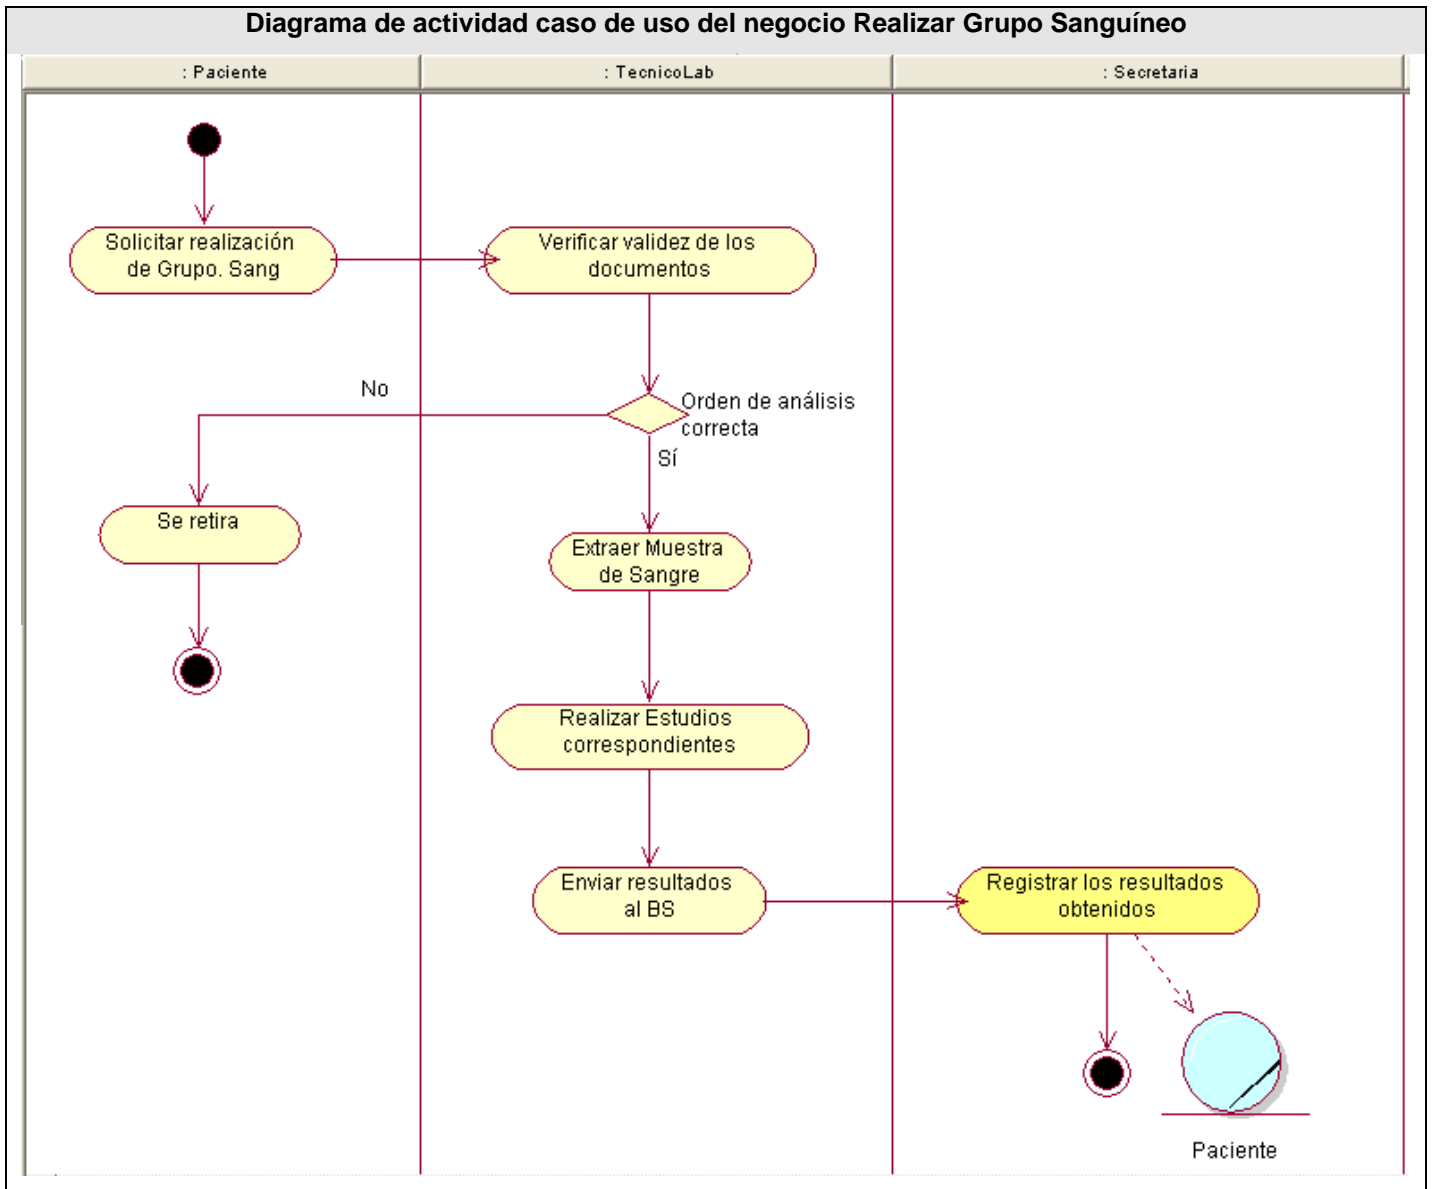 Diagrama de actividad caso de uso del negocio Realizar Grupo Sanguíneo
: Paciente
: TecnicoLab
: Secretaria
Solicitar realización
de Grupo. Sang
Verificar validez de los
documentos
No
Orden de análisis
correcta
Sí
Se retira
Extraer Muestra
de Sangre
Realizar Estudios
correspondientes
Enviar resultados
al BS
Registrar los resultados
obtenidos
Paciente